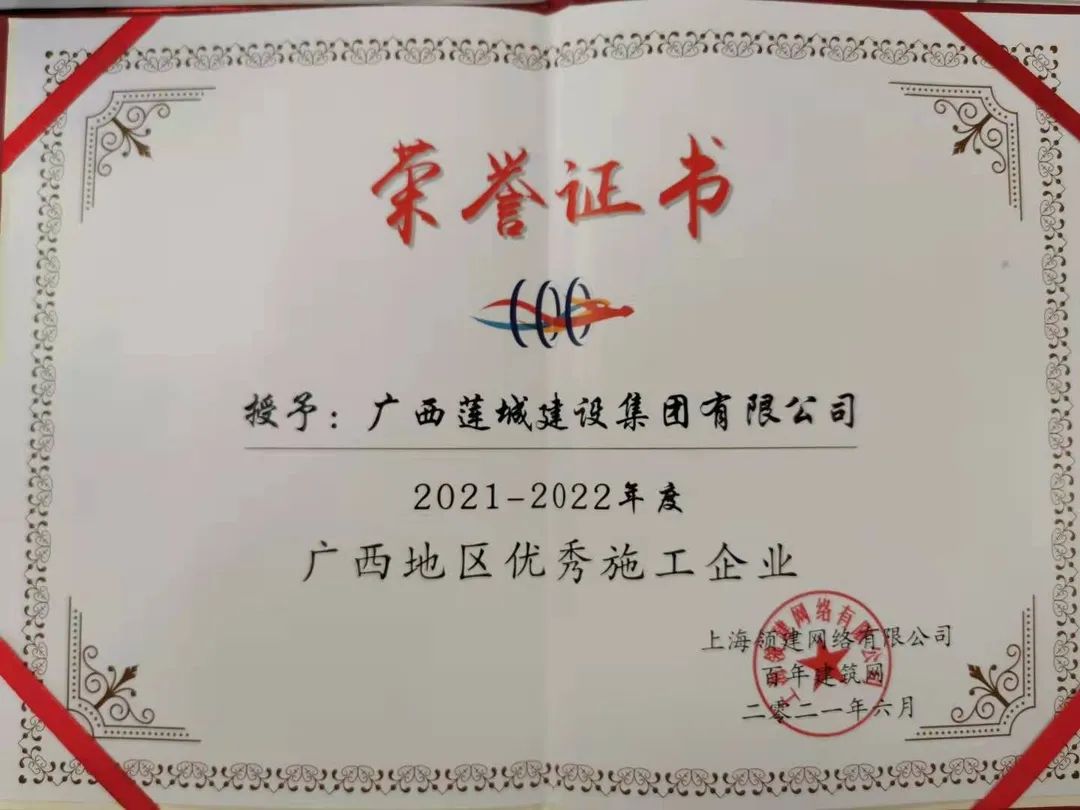 荣誉证书
授予：广西莲城建设集团有限公司
2021-2022年度
广西地区优秀施工企业
上海领建网络有限公司
百年建筑网
二零二一年六月